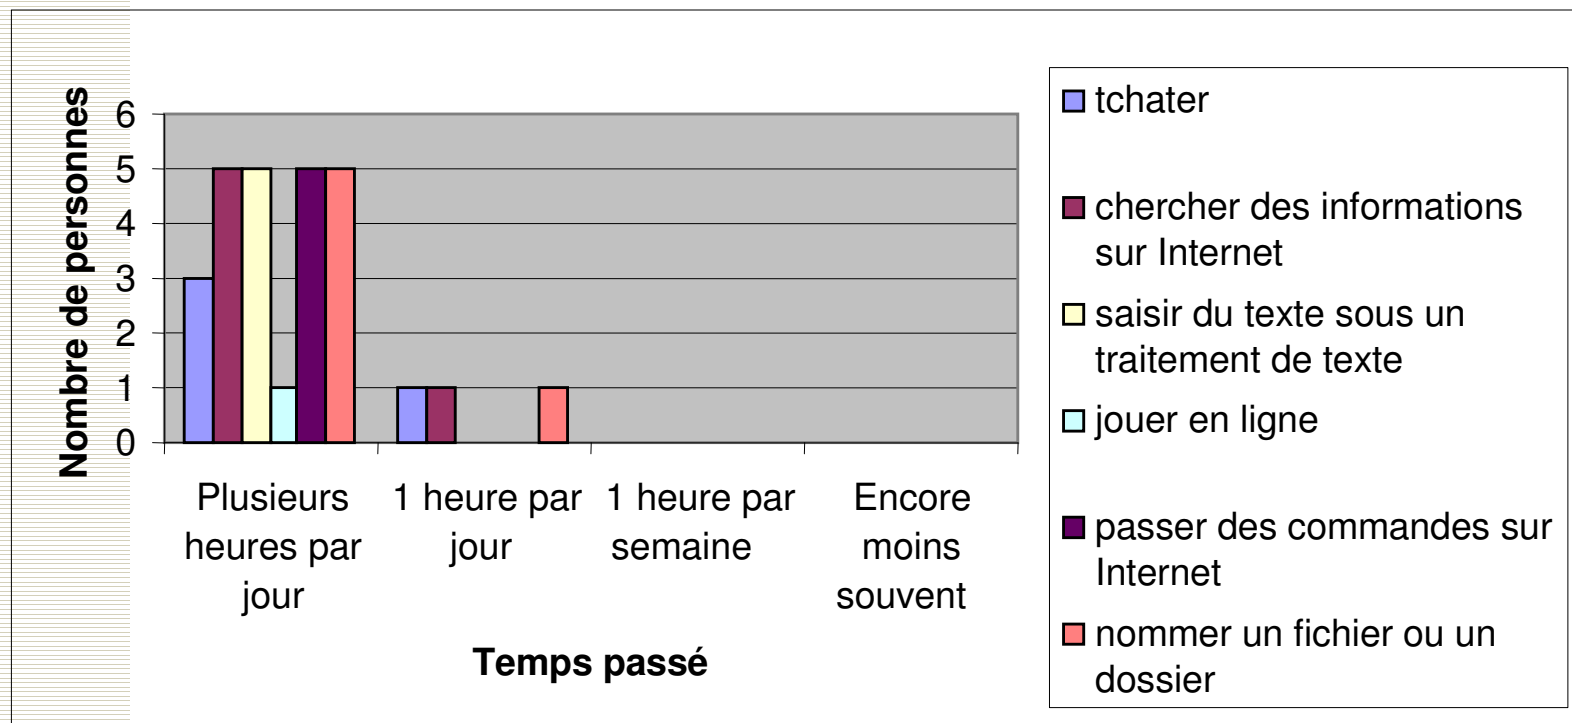 Nombre de personnes
6
5
4
3
2
1
0
Plusieurs
heures par
jour
1 heure par
jour
1 heure par
semaine
Encore
moins
souvent
Temps passé
tchater
chercher des informations
sur Internet
saisir du texte sous un
traitement de texte
jouer en ligne
passer des commandes sur
Internet
nommer un fichier ou un
dossier